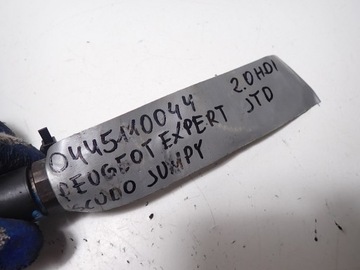 0445110044 2.0HDI
PEUGEOT EXPERT JTD
SCUDO JUMPY